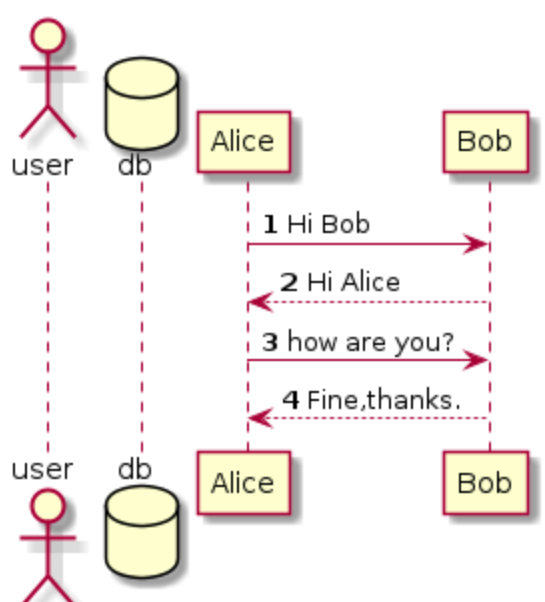 user
db
Alice
Bob
1 Hi Bob
2 Hi Alice
3 how are you?
4 Fine,thanks.
user
db
Alice
Bob